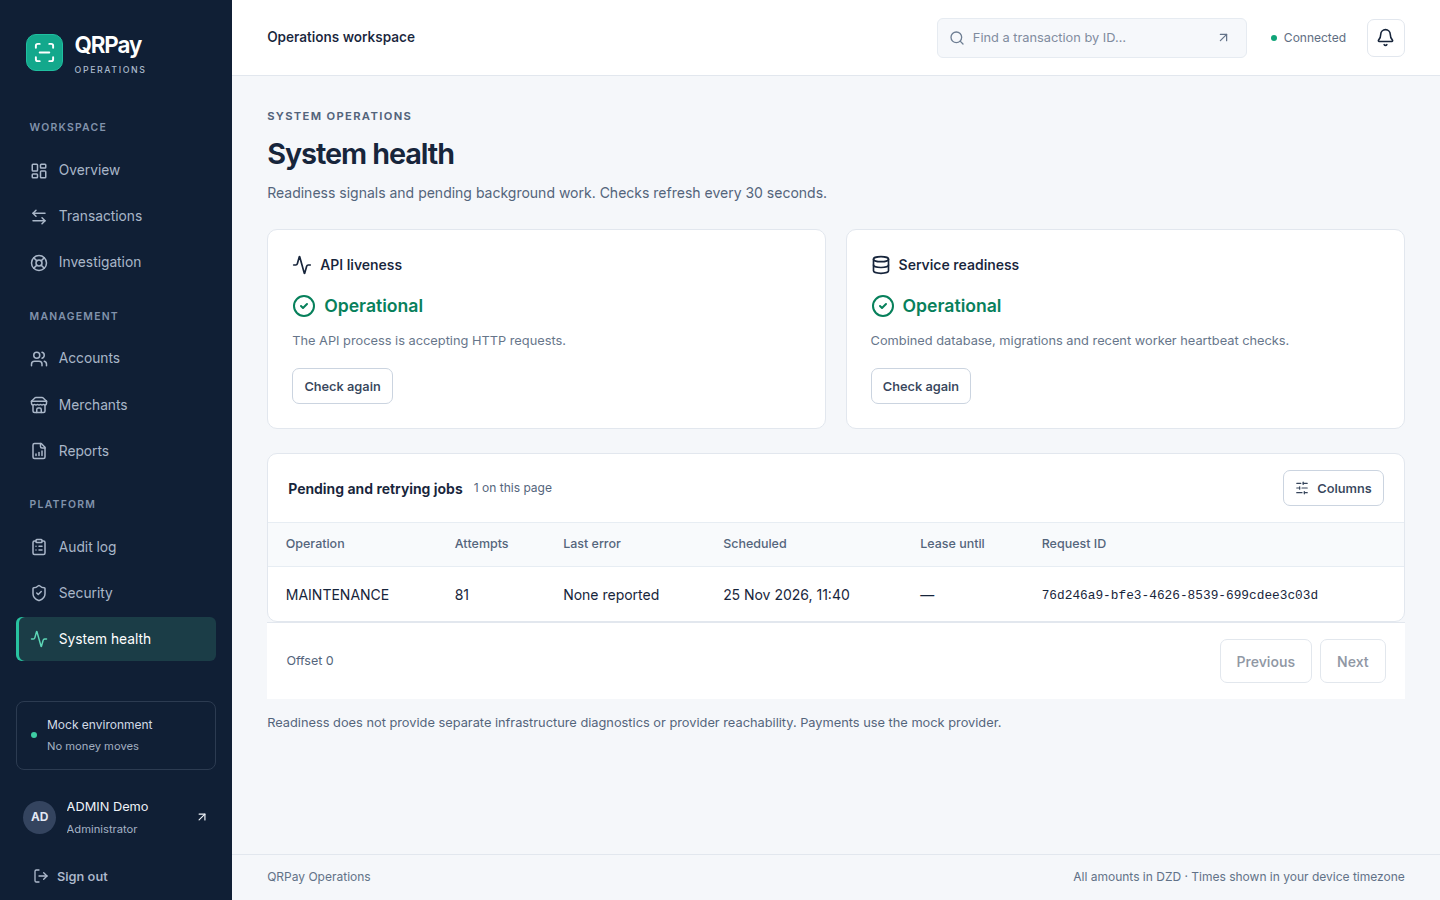 QRPay
OPERATIONS
WORKSPACE
Overview
Transactions
Investigation
MANAGEMENT
Accounts
Merchants
Reports
PLATFORM
Audit log
Security
System health
Mock environment
No money moves
AD
ADMIN Demo
Administrator
Sign out
Operations workspace
Find a transaction by ID...
Connected
SYSTEM OPERATIONS
System health
Readiness signals and pending background work. Checks refresh every 30 seconds.
API liveness
Operational
The API process is accepting HTTP requests.
Check again
Service readiness
Operational
Combined database, migrations and recent worker heartbeat checks.
Check again
Pending and retrying jobs 1 on this page
Columns
Operation Attempts Last error Scheduled Lease until Request ID
MAINTENANCE 81 None reported 25 Nov 2026, 11:40 — 76d246a9-bfe3-4626-8539-699cdee3c03d
Offset 0
Previous Next
Readiness does not provide separate infrastructure diagnostics or provider reachability. Payments use the mock provider.
QRPay Operations
All amounts in DZD · Times shown in your device timezone